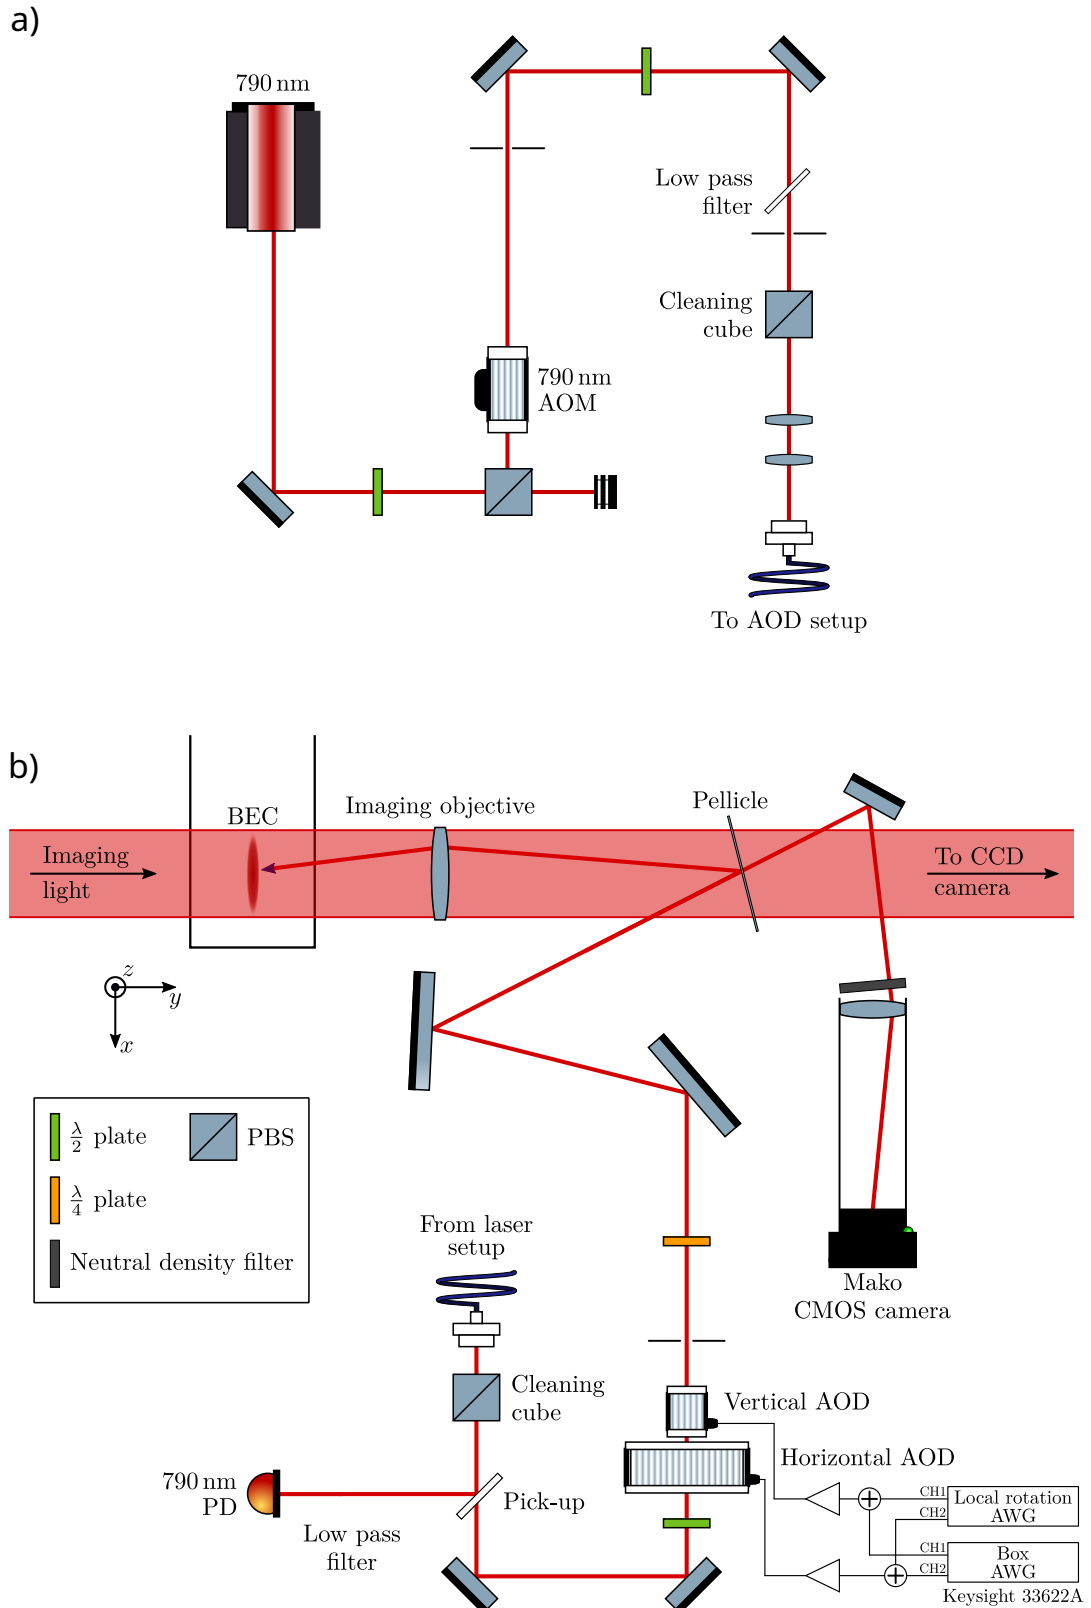 a)
790 nm
Low pass
filter
Cleaning
cube
790 nm
AOM
To AOD setup
b)
Pellicle
Imaging objective
BEC
Imaging
light
To CCD
camera
z
y
x
λ/2 plate
PBS
λ/4 plate
Neutral density filter
From laser
setup
Mako
CMOS camera
Cleaning
cube
Vertical AOD
Horizontal AOD
790 nm
PD
Pick-up
Low pass
filter
CH1
CH2
Local rotation
AWG
CH1
CH2
Box
AWG
Keysight 33622A